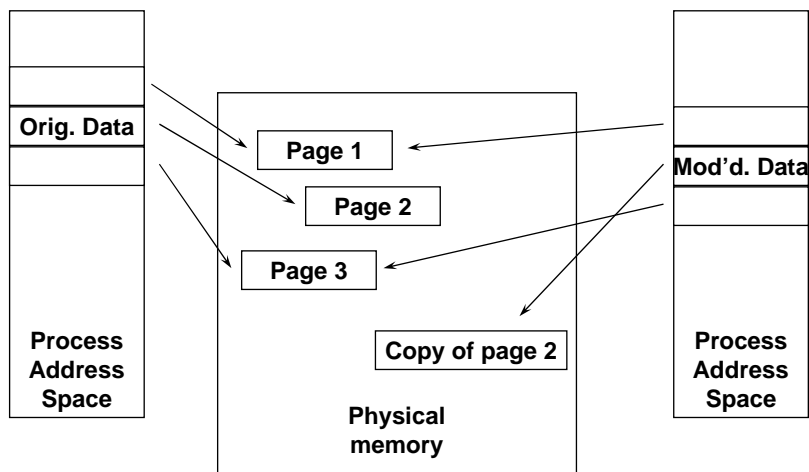 Orig. Data
Process
Address
Space
Page 1
Page 2
Page 3
Copy of page 2
Physical
memory
Mod’d. Data
Process
Address
Space